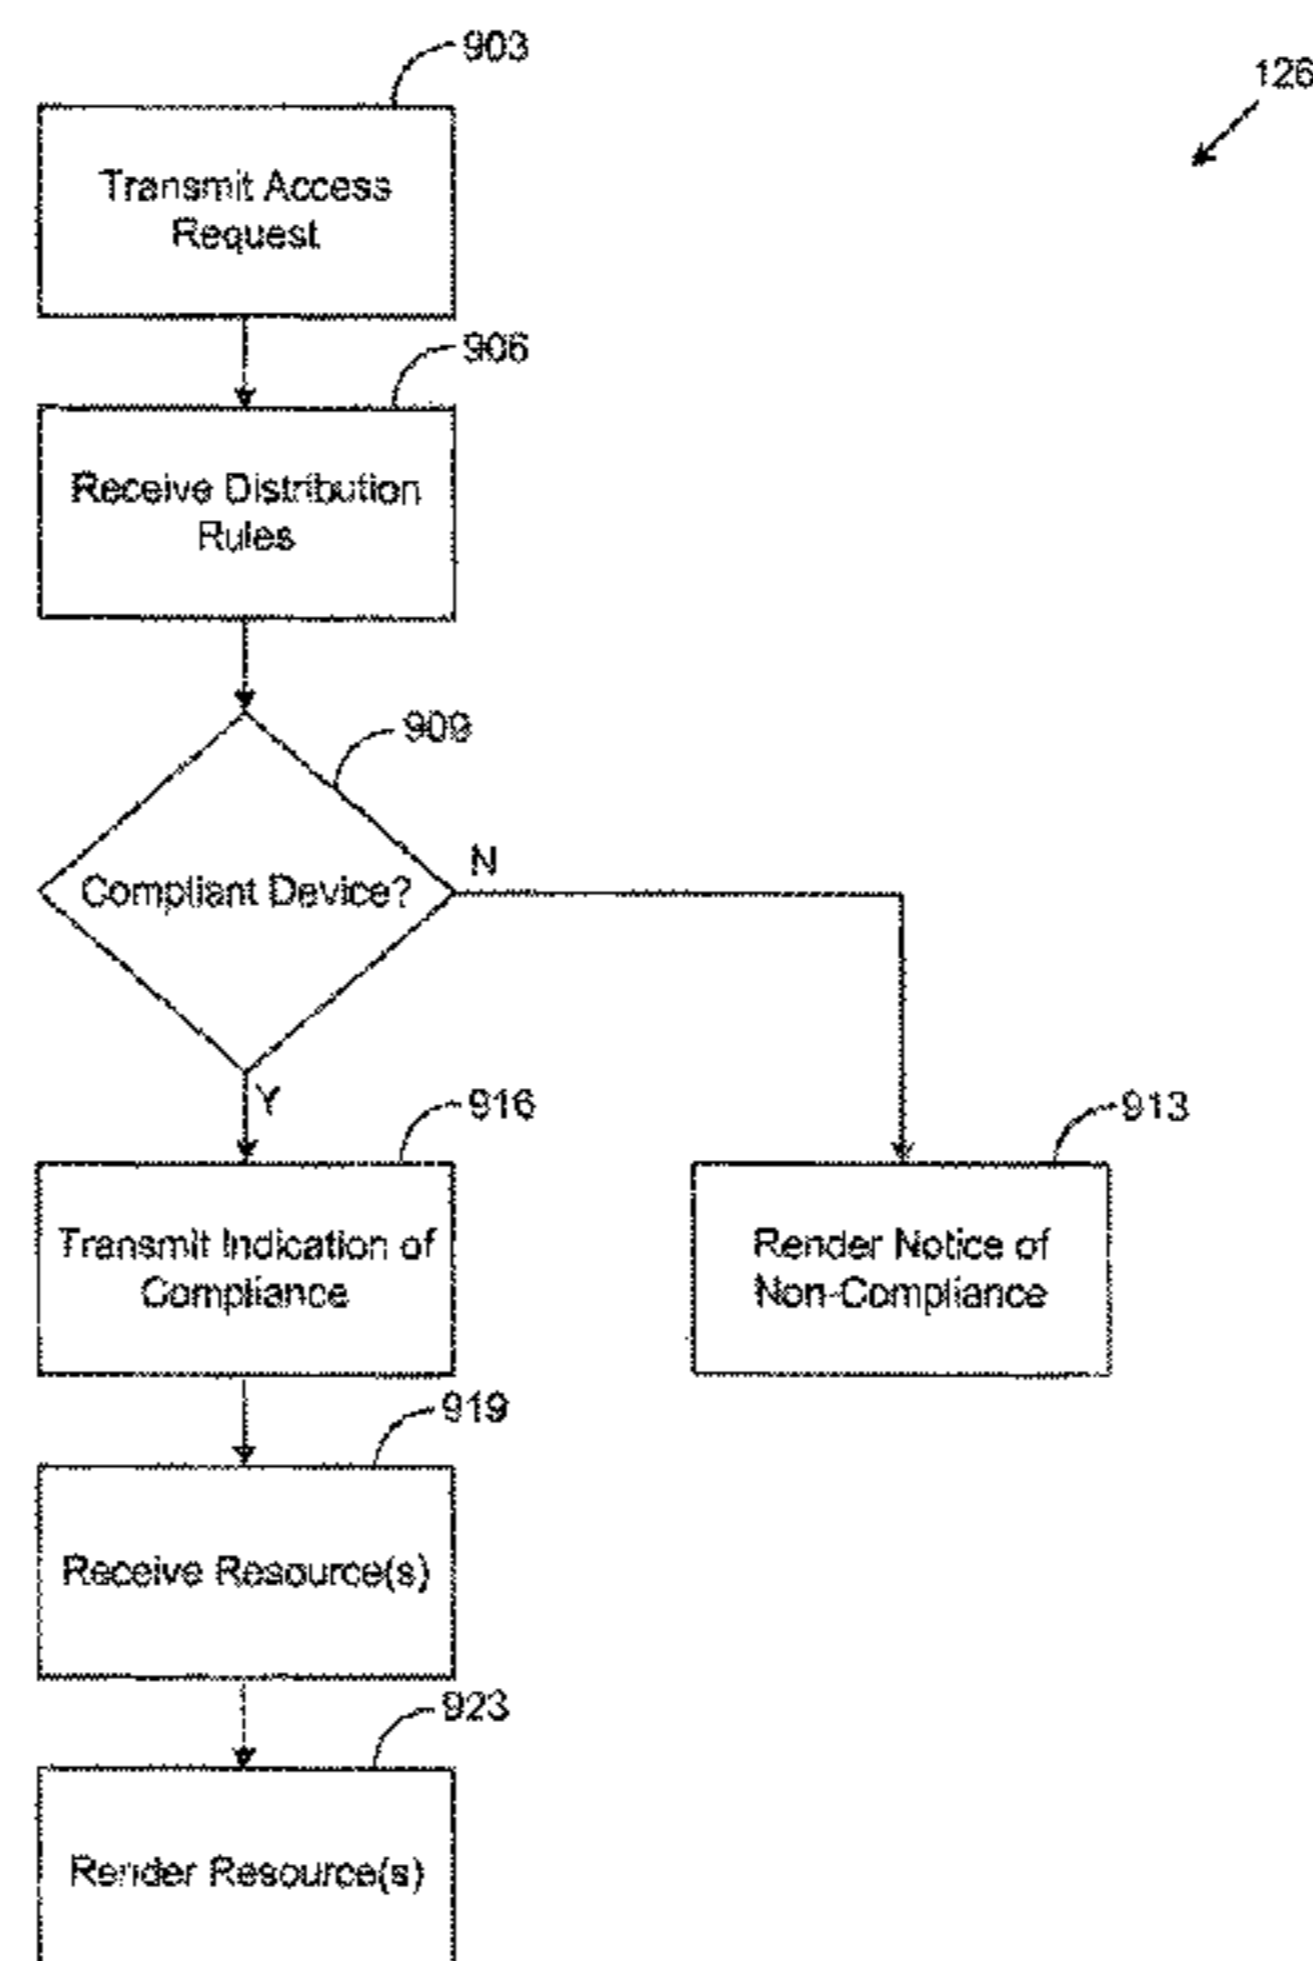 903
126
Transmit Access
Request
906
Receive Distribution
Rules
909
Compliant Device?
N
Y
916
913
Transmit Indication of
Compliance
Render Notice of
Non-Compliance
919
Receive Resource(s)
923
Render Resource(s)